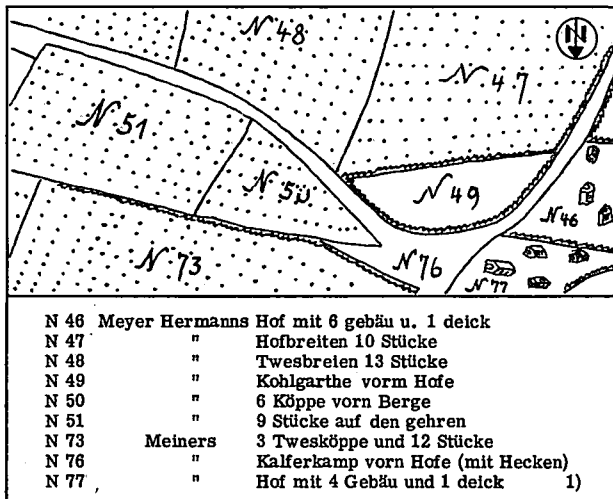 N 48
N
N 47
N 51
N 50
N 49
N 46
N 73
N 76
N 77
N 46 Meyer Hermanns Hof mit 6 gebäu u. 1 deick
N 47 " Hofbreiten 10 Stücke
N 48 " Twesbreien 13 Stücke
N 49 " Kohlgarthe vorm Hofe
N 50 " 6 Köppe vorn Berge
N 51 " 9 Stücke auf den gehren
N 73 Meiners 3 Twesköppe und 12 Stücke
N 76 " Kalferkamp vorn Hofe (mit Hecken)
N 77 " Hof mit 4 Gebäu und 1 deick 1)